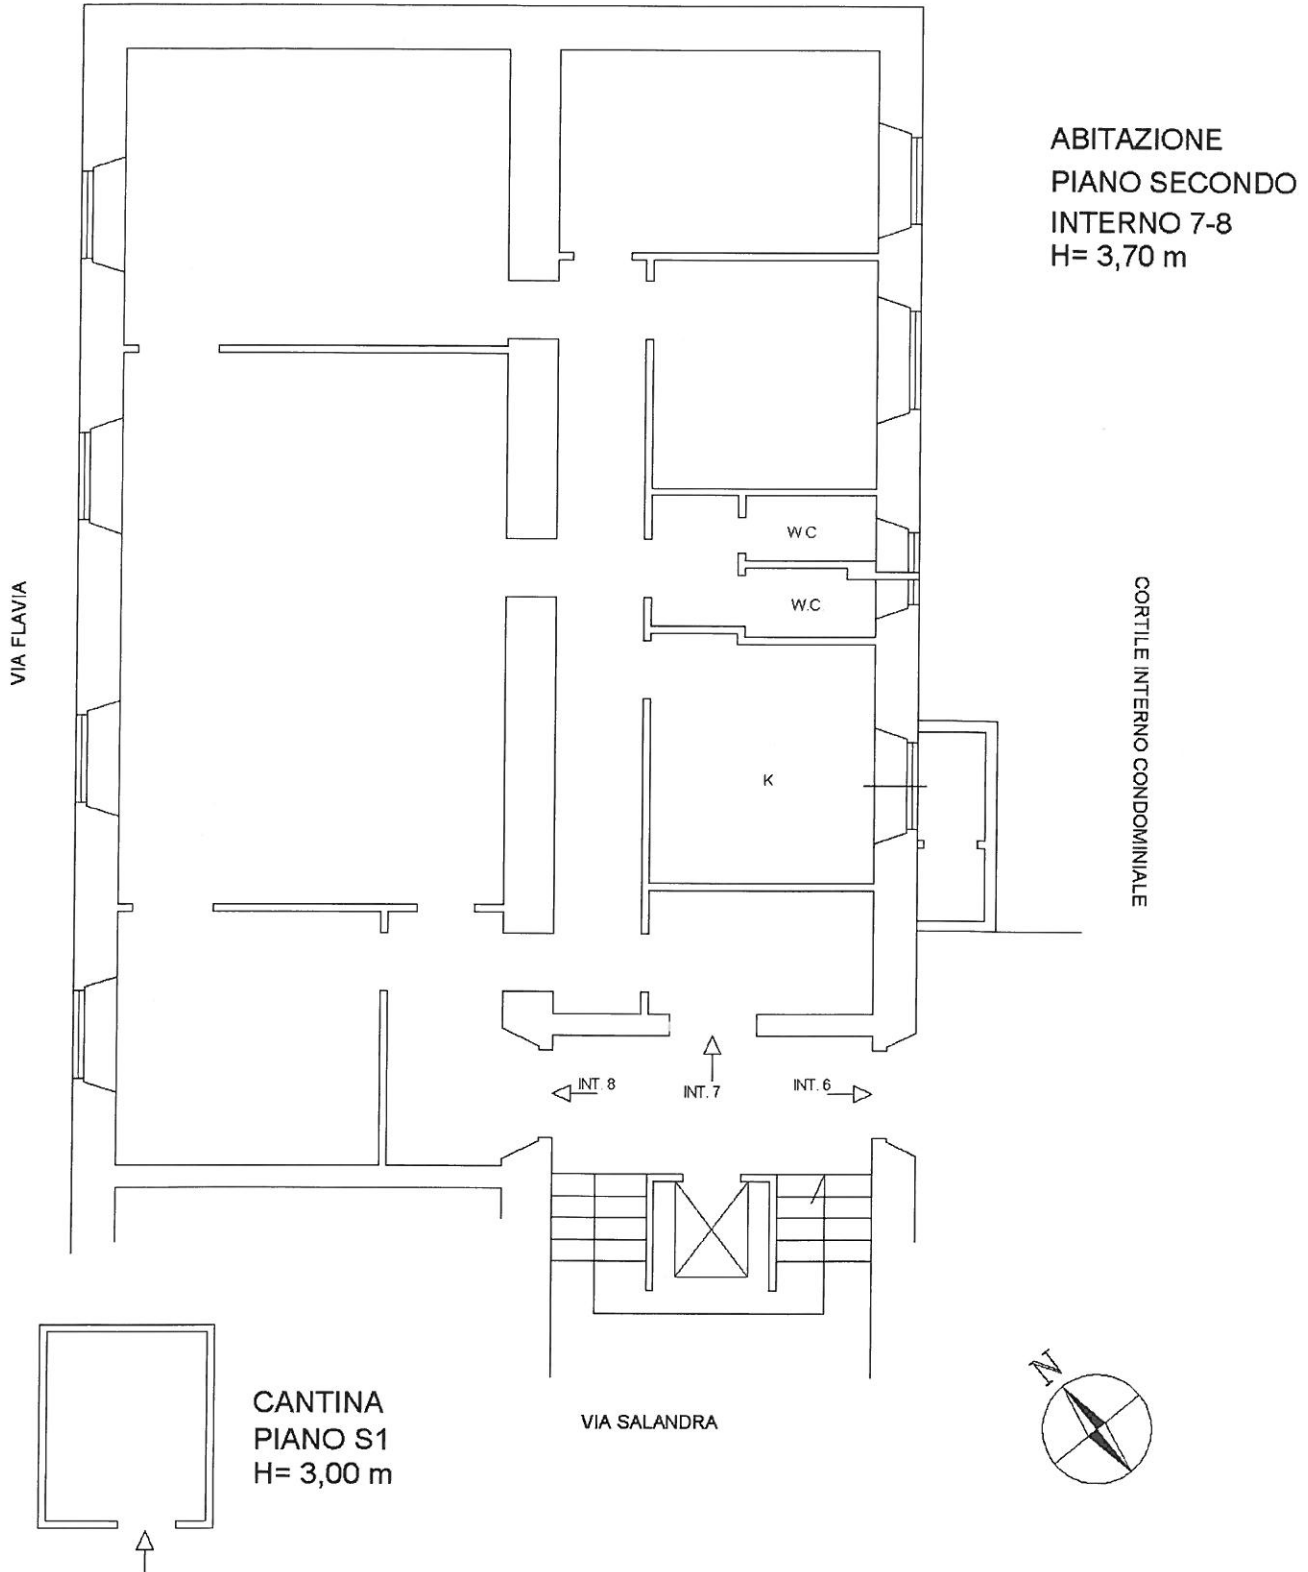 ABITAZIONE
PIANO SECONDO
INTERNO 7-8
H= 3,70 m
WC
W.C
VIA FLAVIA
CORTILE INTERNO CONDOMINIALE
K
INT. 8
INT. 7
INT. 6
N
CANTINA
PIANO S1
H= 3,00 m
VIA SALANDRA